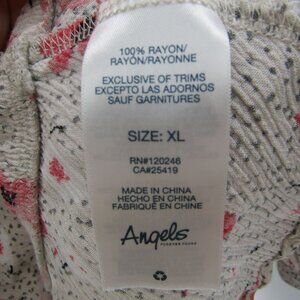 100% RAYON/
RAYÓN/RAYONNE
EXCLUSIVE OF TRIMS
EXCEPTO LAS ADORNOS
SAUF GARNITURES
SIZE: XL
RN#120246
CA#25419
MADE IN CHINA
HECHO EN CHINA
FABRIQUÉ EN CHINE
Angels
FOREVER YOUNG